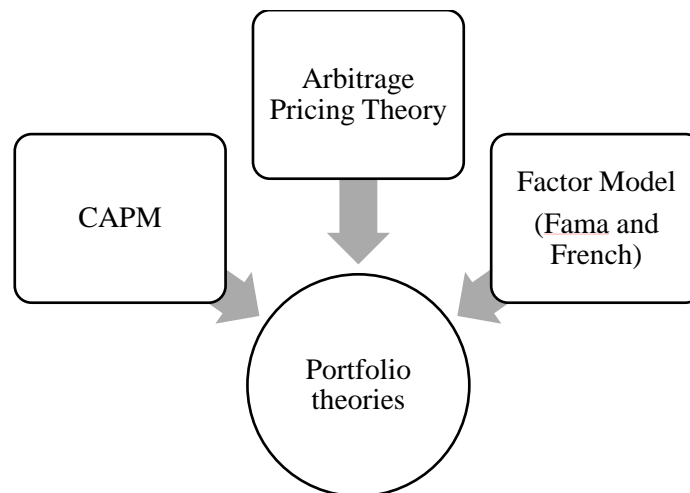 Arbitrage
Pricing Theory
CAPM
Factor Model
(Fama and
French)
Portfolio
theories